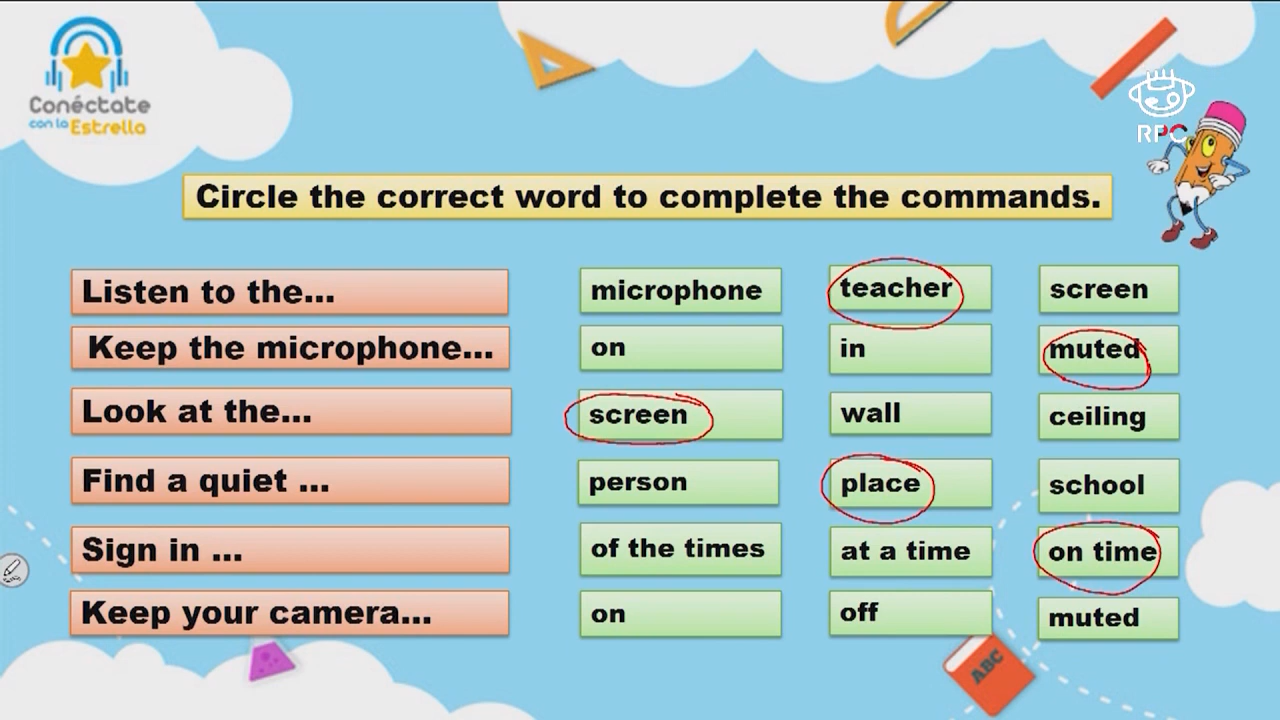 Conéctate
con la Estrella
RPC
Circle the correct word to complete the commands.
Listen to the... microphone teacher screen
Keep the microphone... on in muted
Look at the... screen wall ceiling
Find a quiet ... person place school
Sign in ... of the times at a time on time
Keep your camera... on off muted
ABC